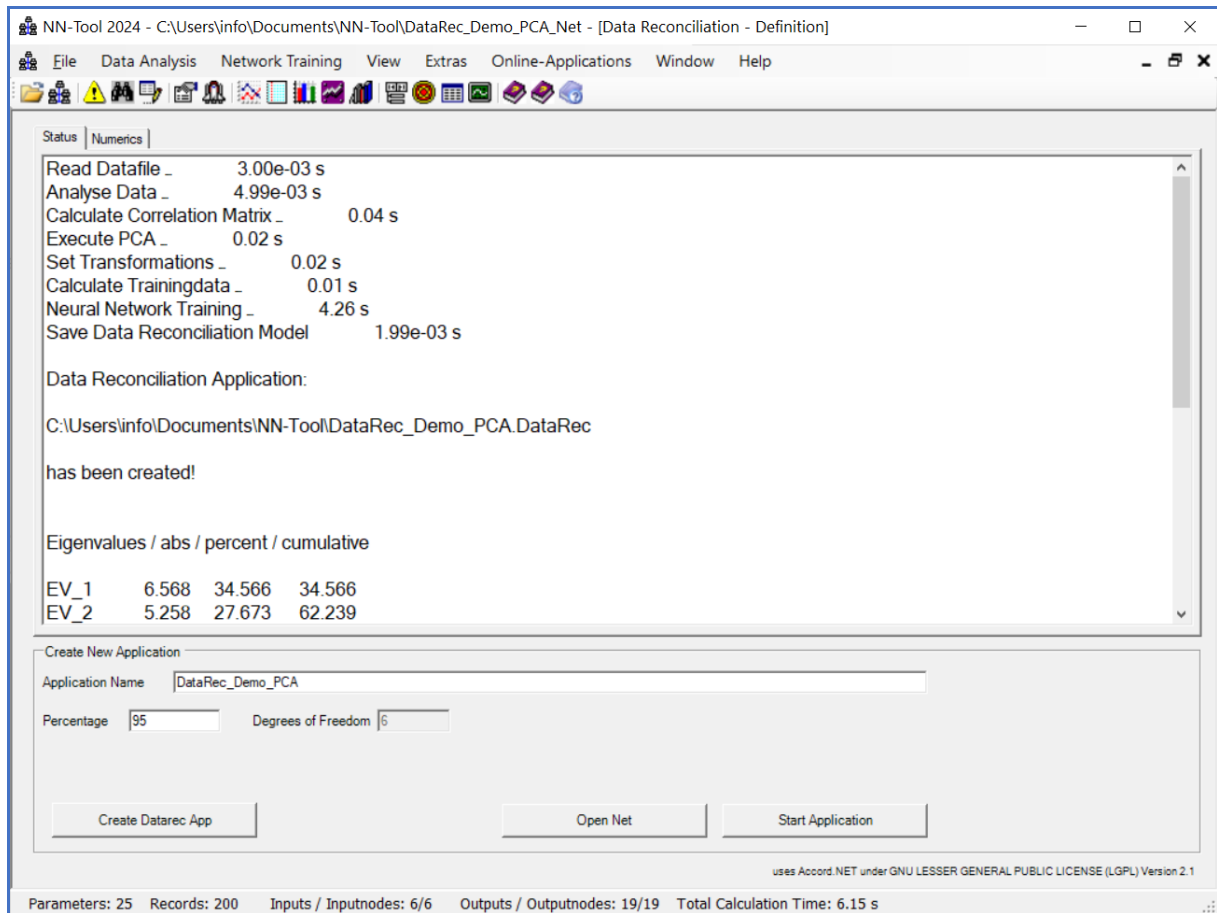 NN-Tool 2024 - C:\Users\info\Documents\NN-Tool\DataRec_Demo_PCA_Net - [Data Reconciliation - Definition]
File Data Analysis Network Training View Extras Online-Applications Window Help
Status Numerics
Read Datafile _ 3.00e-03 s
Analyse Data _ 4.99e-03 s
Calculate Correlation Matrix _ 0.04 s
Execute PCA _ 0.02 s
Set Transformations _ 0.02 s
Calculate Trainingdata _ 0.01 s
Neural Network Training _ 4.26 s
Save Data Reconciliation Model 1.99e-03 s
Data Reconciliation Application:
C:\Users\info\Documents\NN-Tool\DataRec_Demo_PCA.DataRec
has been created!
Eigenvalues / abs / percent / cumulative
EV_1 6.568 34.566 34.566
EV_2 5.258 27.673 62.239
Create New Application
Application Name DataRec_Demo_PCA
Percentage 95 Degrees of Freedom 6
Create Datarec App Open Net Start Application
uses Accord.NET under GNU LESSER GENERAL PUBLIC LICENSE (LGPL) Version 2.1
Parameters: 25 Records: 200 Inputs / Inputnodes: 6/6 Outputs / Outputnodes: 19/19 Total Calculation Time: 6.15 s